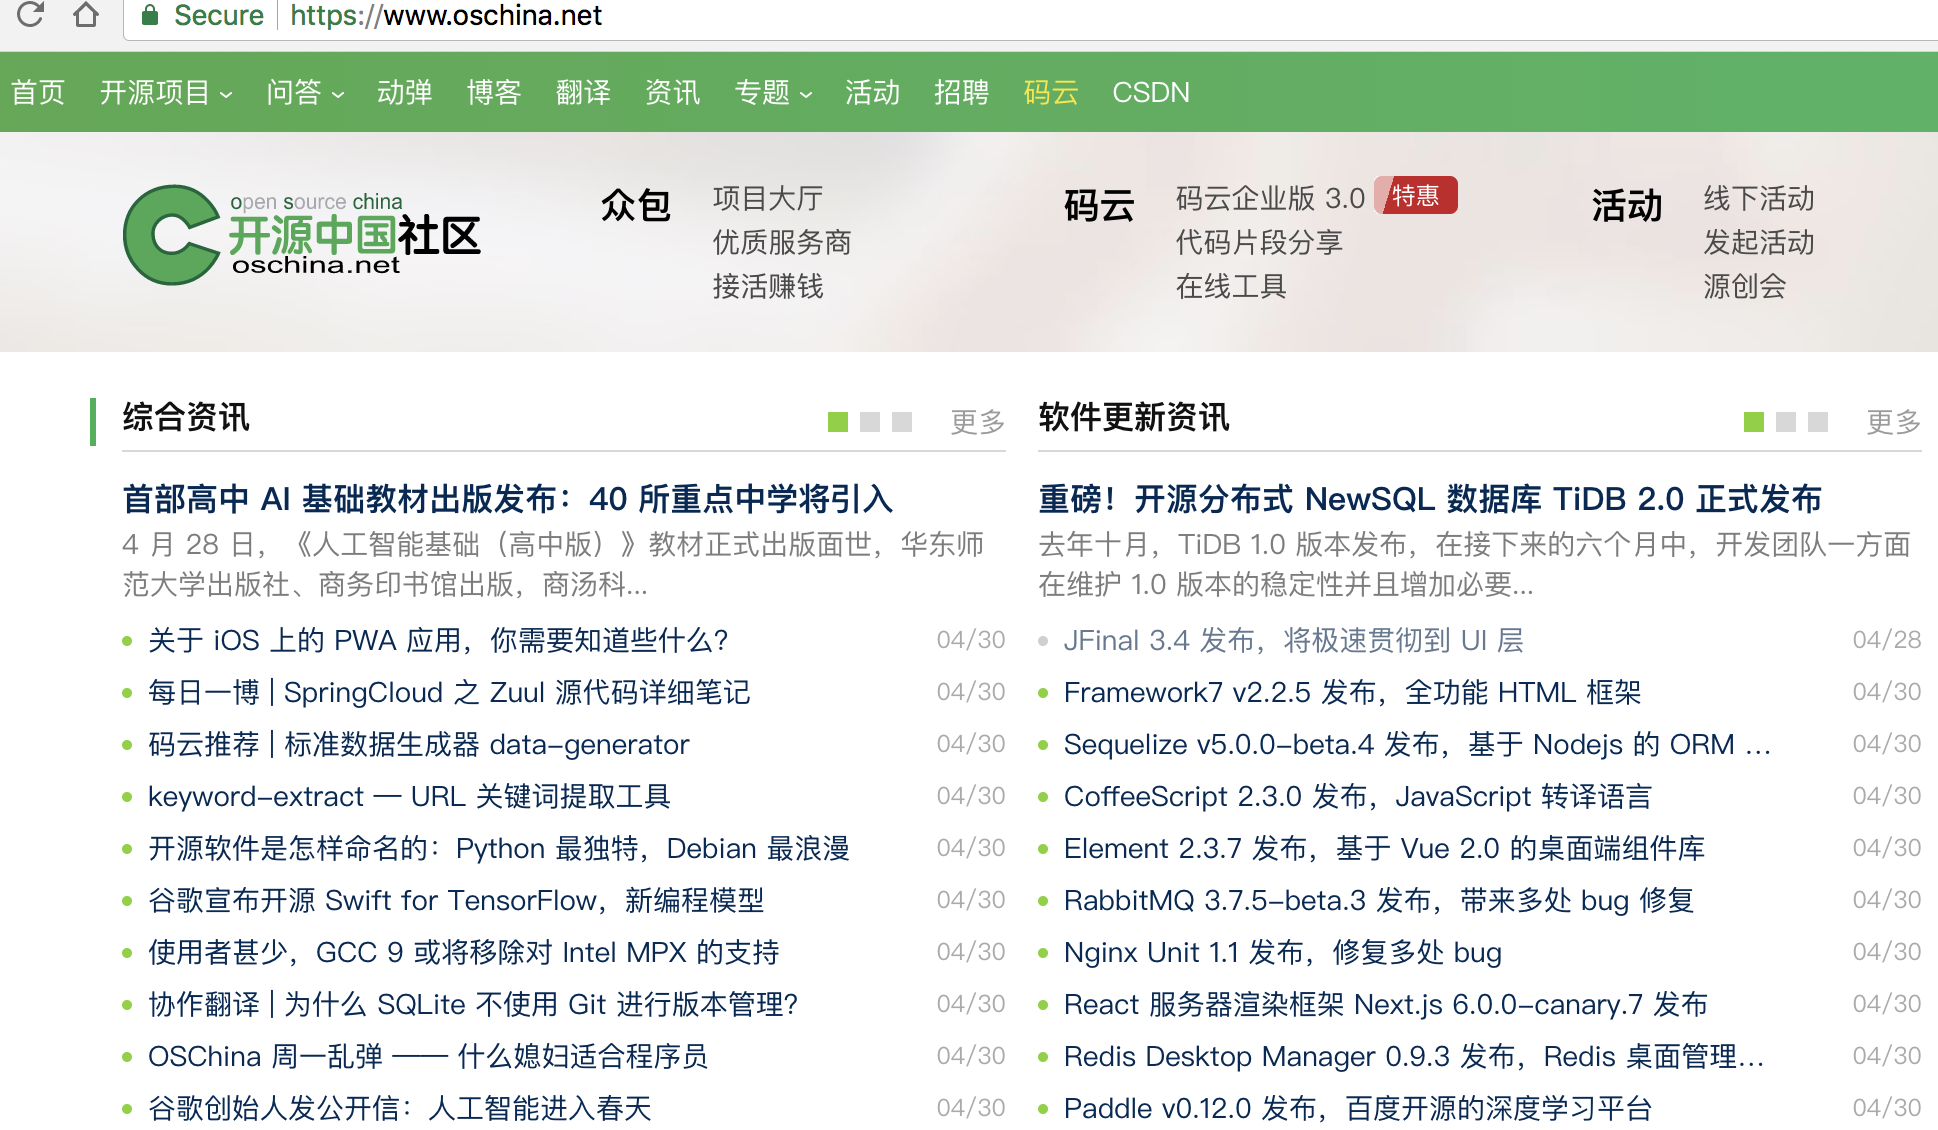 Secure https://www.oschina.net
首页 开源项目 问答 动弹 博客 翻译 资讯 专题 活动 招聘 码云 CSDN
open source china
开源中国社区
oschina.net
众包
项目大厅
优质服务商
接活赚钱
码云
码云企业版 3.0 特惠
代码片段分享
在线工具
活动
线下活动
发起活动
源创会
综合资讯 更多
首部高中 AI 基础教材出版发布：40 所重点中学将引入
4 月 28 日，《人工智能基础（高中版）》教材正式出版面世，华东师
范大学出版社、商务印书馆出版，商汤科...
关于 iOS 上的 PWA 应用，你需要知道些什么? 04/30
每日一博 | SpringCloud 之 Zuul 源代码详细笔记 04/30
码云推荐 | 标准数据生成器 data-generator 04/30
keyword-extract — URL 关键词提取工具 04/30
开源软件是怎样命名的：Python 最独特，Debian 最浪漫 04/30
谷歌宣布开源 Swift for TensorFlow，新编程模型 04/30
使用者甚少，GCC 9 或将移除对 Intel MPX 的支持 04/30
协作翻译 | 为什么 SQLite 不使用 Git 进行版本管理? 04/30
OSChina 周一乱弹 —— 什么媳妇适合程序员 04/30
谷歌创始人发公开信：人工智能进入春天 04/30
软件更新资讯 更多
重磅！开源分布式 NewSQL 数据库 TiDB 2.0 正式发布
去年十月，TiDB 1.0 版本发布，在接下来的六个月中，开发团队一方面
在维护 1.0 版本的稳定性并且增加必要...
JFinal 3.4 发布，将极速贯彻到 UI 层 04/28
Framework7 v2.2.5 发布，全功能 HTML 框架 04/30
Sequelize v5.0.0-beta.4 发布，基于 Nodejs 的 ORM ... 04/30
CoffeeScript 2.3.0 发布，JavaScript 转译语言 04/30
Element 2.3.7 发布，基于 Vue 2.0 的桌面端组件库 04/30
RabbitMQ 3.7.5-beta.3 发布，带来多处 bug 修复 04/30
Nginx Unit 1.1 发布，修复多处 bug 04/30
React 服务器渲染框架 Next.js 6.0.0-canary.7 发布 04/30
Redis Desktop Manager 0.9.3 发布，Redis 桌面管理... 04/30
Paddle v0.12.0 发布，百度开源的深度学习平台 04/30